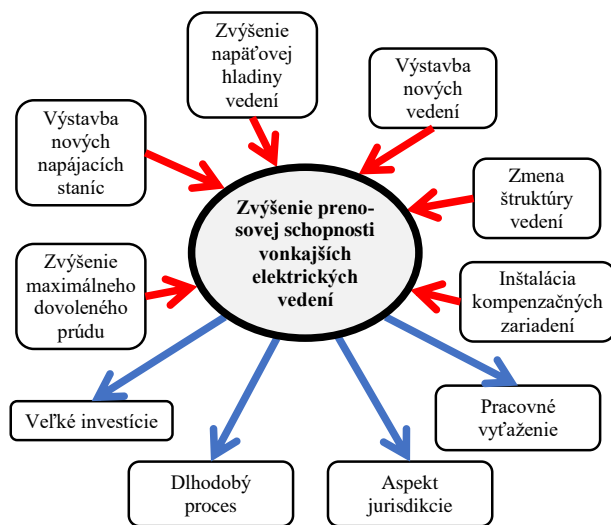 Zvýšenie
napäťovej
hladiny
vedení
Výstavba
nových
vedení
Výstavba
nových
napájacích
staníc
Zmena
štruktúry
vedení
Zvýšenie preno-
sovej schopnosti
vonkajších
elektrických
vedení
Zvýšenie
maximálneho
dovoleného
prúdu
Inštalácia
kompenzačných
zariadení
Veľké investície
Pracovné
vyťaženie
Dlhodobý
proces
Aspekt
jurisdikcie